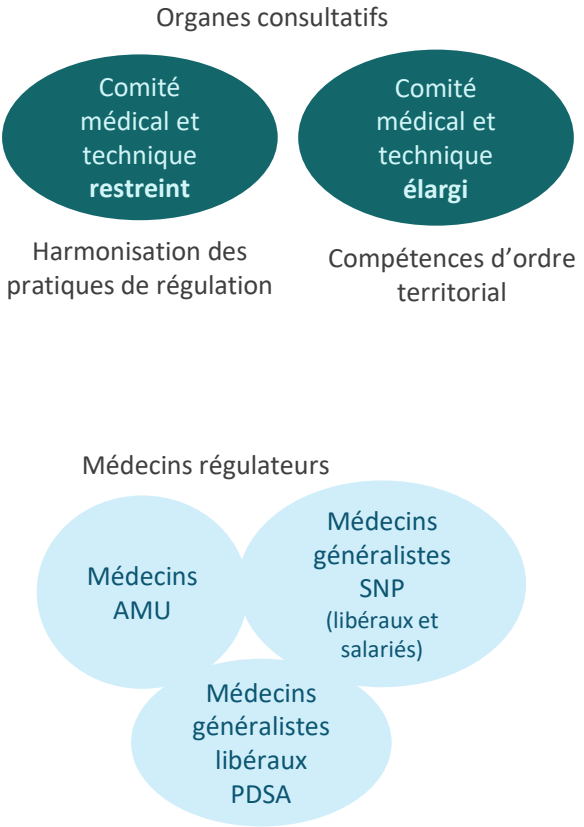 Organes consultatifs
Comité
médical et
technique
restreint
Comité
médical et
technique
élargi
Harmonisation des
pratiques de régulation
Compétences d’ordre
territorial
Médecins régulateurs
Médecins
AMU
Médecins
généralistes
SNP
(libéraux et
salariés)
Médecins
généralistes
libéraux
PDSA